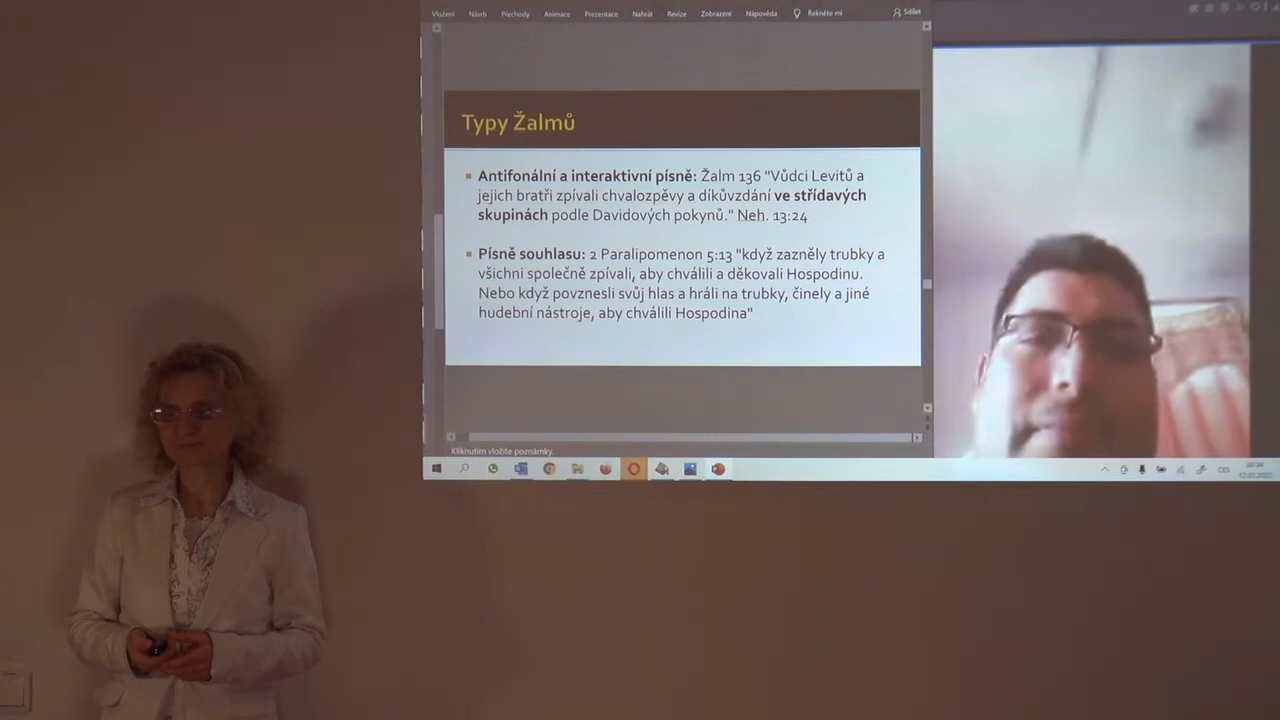 Vložení Návrh Přechody Animace Prezentace Nahrát Revize Zobrazení Nápověda Řekněte mi Sdílet
Typy Žalmů
Antifonální a interaktivní písně: Žalm 136 "Vůdci Levitů a
jejich bratři zpívali chvalozpěvy a díkůvzdání ve střídavých
skupinách podle Davidových pokynů." Neh. 13:24
Písně souhlasu: 2 Paralipomenon 5:13 "když zazněly trubky a
všichni společně zpívali, aby chválili a děkovali Hospodinu.
Nebo když povznesli svůj hlas a hráli na trubky, činely a jiné
hudební nástroje, aby chválili Hospodina"
Kliknutím vložíte poznámky.